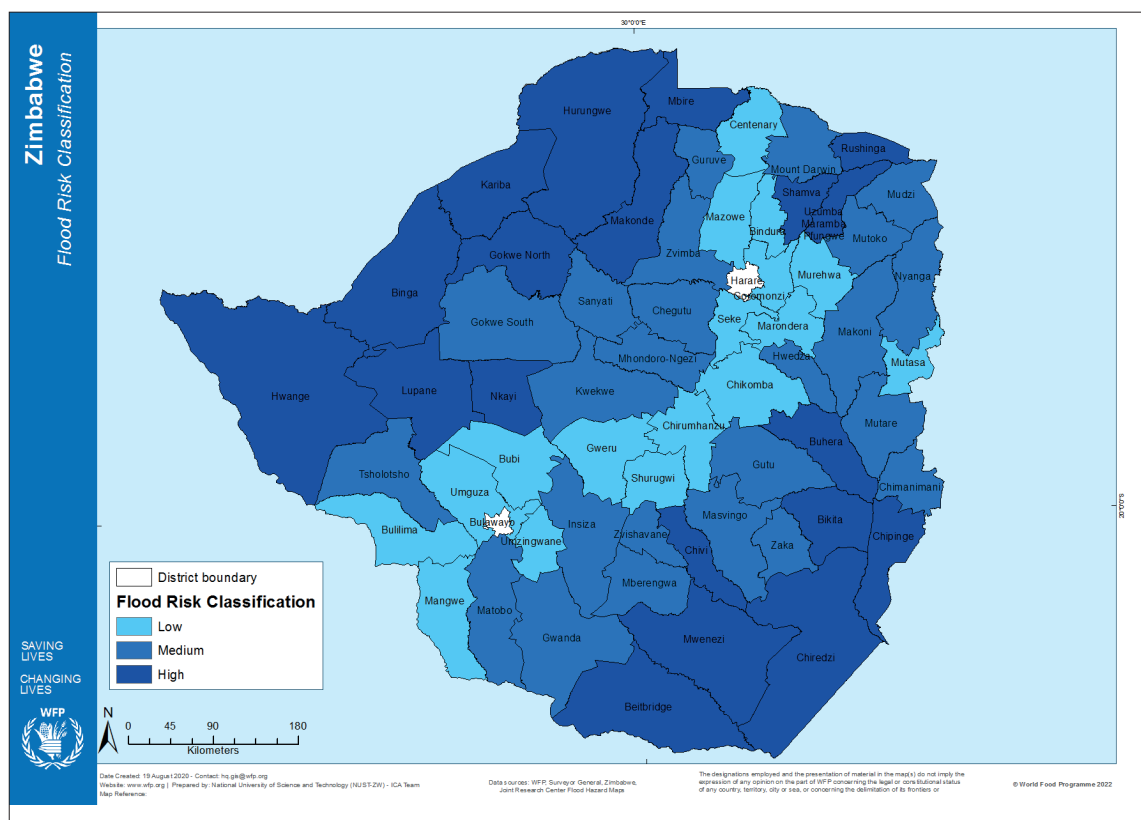 Zimbabwe
Flood Risk Classification
30°0'0"E
20°0'0"S
Hurungwe
Mbire
Centenary
Rushinga
Guruve
Mount Darwin
Kariba
Shamva
Mudzi
Makonde
Mazowe
Uzumba
Maramba
Pfungwe
Bindura
Mutoko
Zvimba
Gokwe North
Murehwa
Nyanga
Harare
Binga
Goromonzi
Sanyati
Chegutu
Seke
Gokwe South
Marondera
Makoni
Mhondoro-Ngezi
Hwedza
Mutasa
Hwange
Lupane
Nkayi
Kwekwe
Chikomba
Mutare
Chirumhanzu
Buhera
Gweru
Bubi
Tsholotsho
Gutu
Shurugwi
Chimanimani
Umguza
Masvingo
Bikita
Bulawayo
Insiza
Bulilima
Zvishavane
Chipinge
Umzingwane
Zaka
Chivi
Mberengwa
Mangwe
Matobo
Gwanda
Mwenezi
Chiredzi
Beitbridge
District boundary
Flood Risk Classification
Low
Medium
High
N
0 45 90 180
Kilometers
SAVING
LIVES
CHANGING
LIVES
WFP
Date Created: 19 August 2020 - Contact: hq.gis@wfp.org
Website: www.wfp.org | Prepared by: National University of Science and Technology (NUST-ZW) - ICA Team
Map Reference:
Data sources: WFP, Surveyor General, Zimbabwe,
Joint Research Center Flood Hazard Maps
The designations employed and the presentation of material in the map(s) do not imply the
expression of any opinion on the part of WFP concerning the legal or constitutional status
of any country, territory, city or sea, or concerning the delimitation of its frontiers or
© World Food Programme 2022